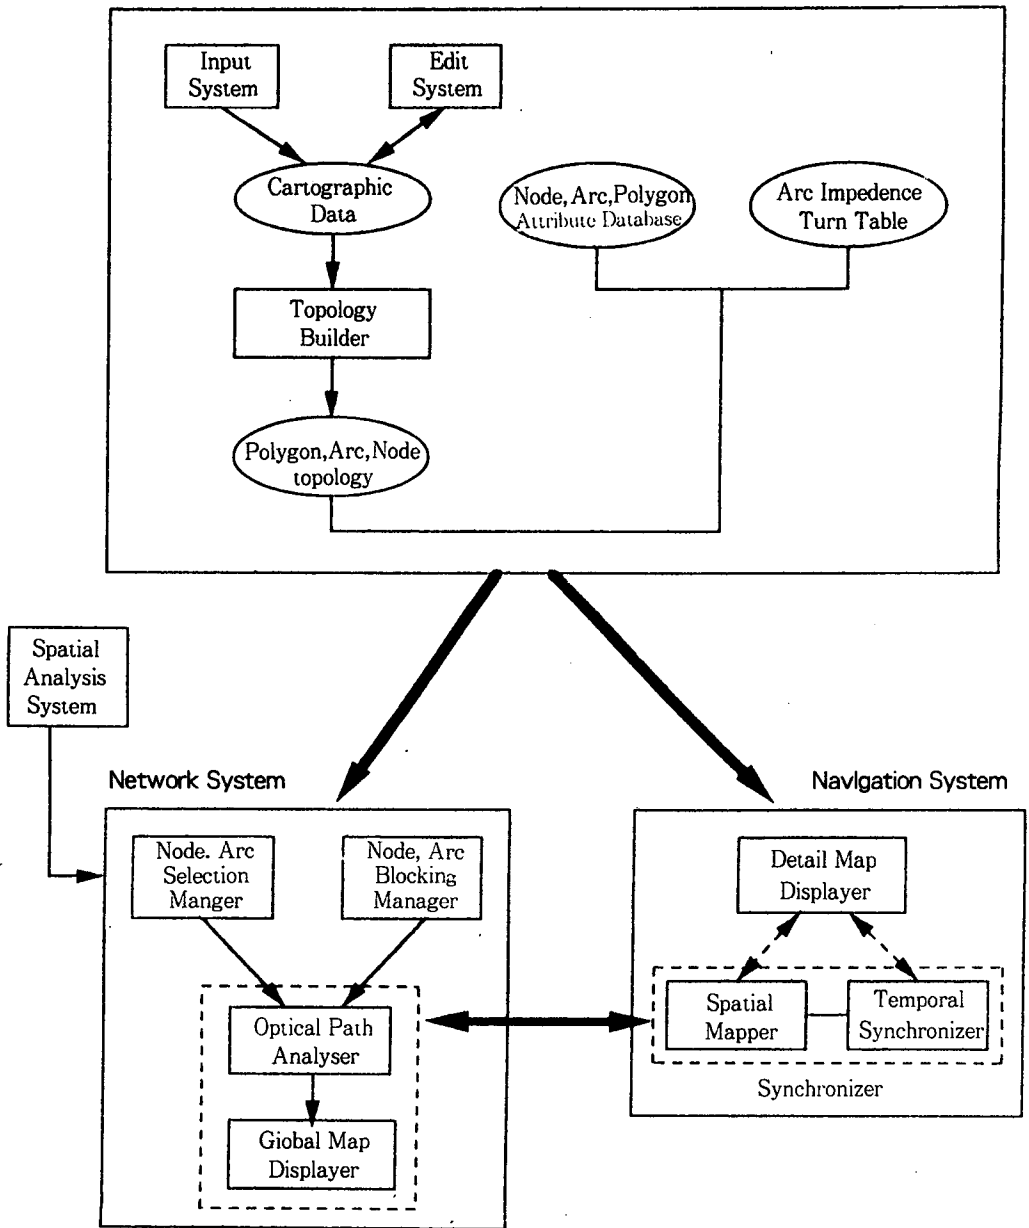 Input
System
Edit
System
Cartographic
Data
Node, Arc, Polygon
Attribute Database
Arc Impedence
Turn Table
Topology
Builder
Polygon, Arc, Node
topology
Spatial
Analysis
System
Network System
Navigation System
Node. Arc
Selection
Manger
Node, Arc
Blocking
Manager
Detail Map
Displayer
Optical Path
Analyser
Spatial
Mapper
Temporal
Synchronizer
Synchronizer
Giobal Map
Displayer